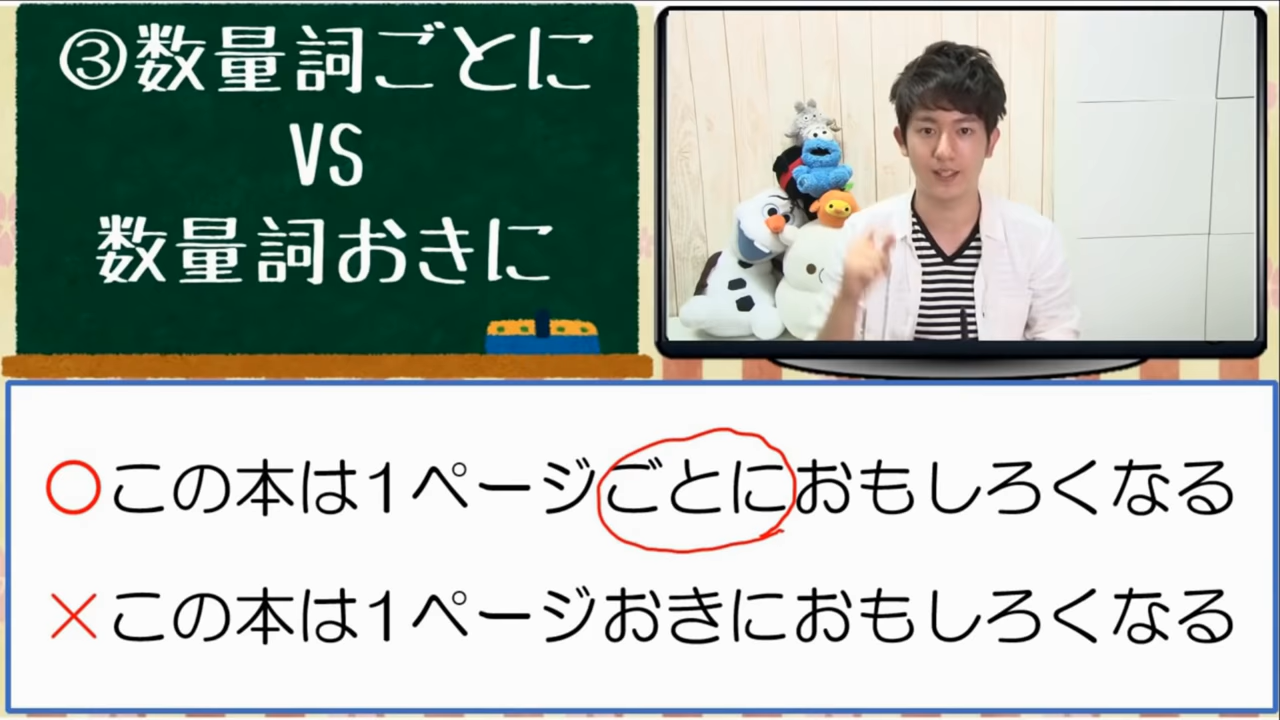 ③数量詞ごとに
VS
数量詞おきに
○この本は1ページごとにおもしろくなる
×この本は1ページおきにおもしろくなる